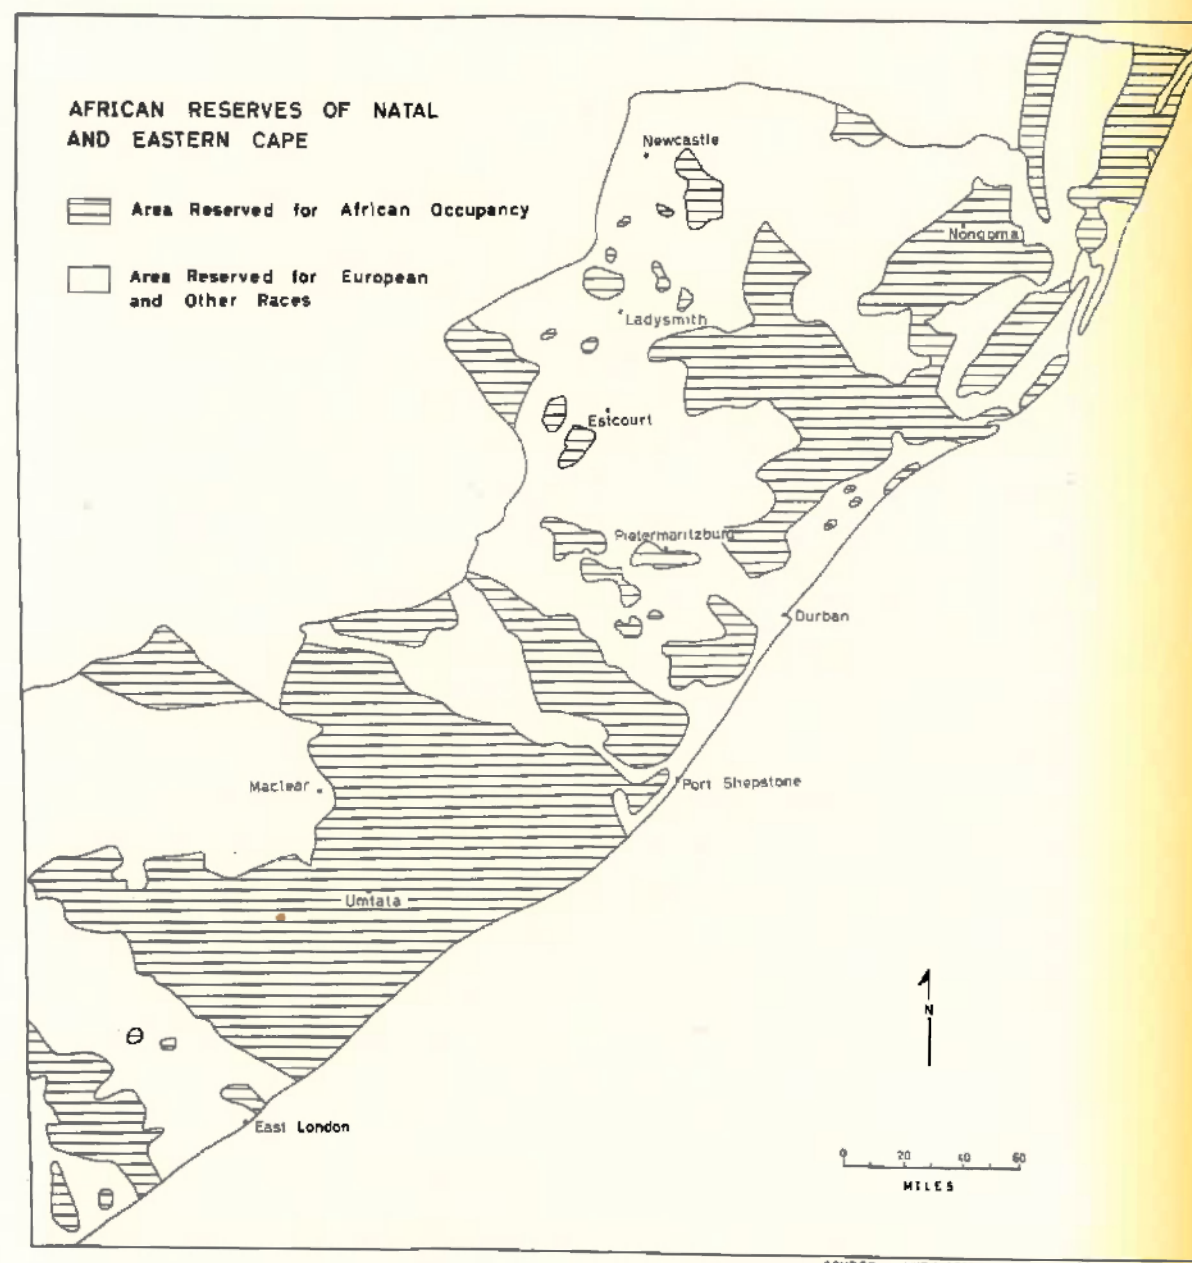 AFRICAN RESERVES OF NATAL
AND EASTERN CAPE
Area Reserved for African Occupancy
Area Reserved for European
and Other Races
Newcastle
Nongoma
Ladysmith
Estcourt
Pietermaritzburg
Durban
Port Shepstone
Maclear
Umtata
N
East London
0 20 40 60
MILES